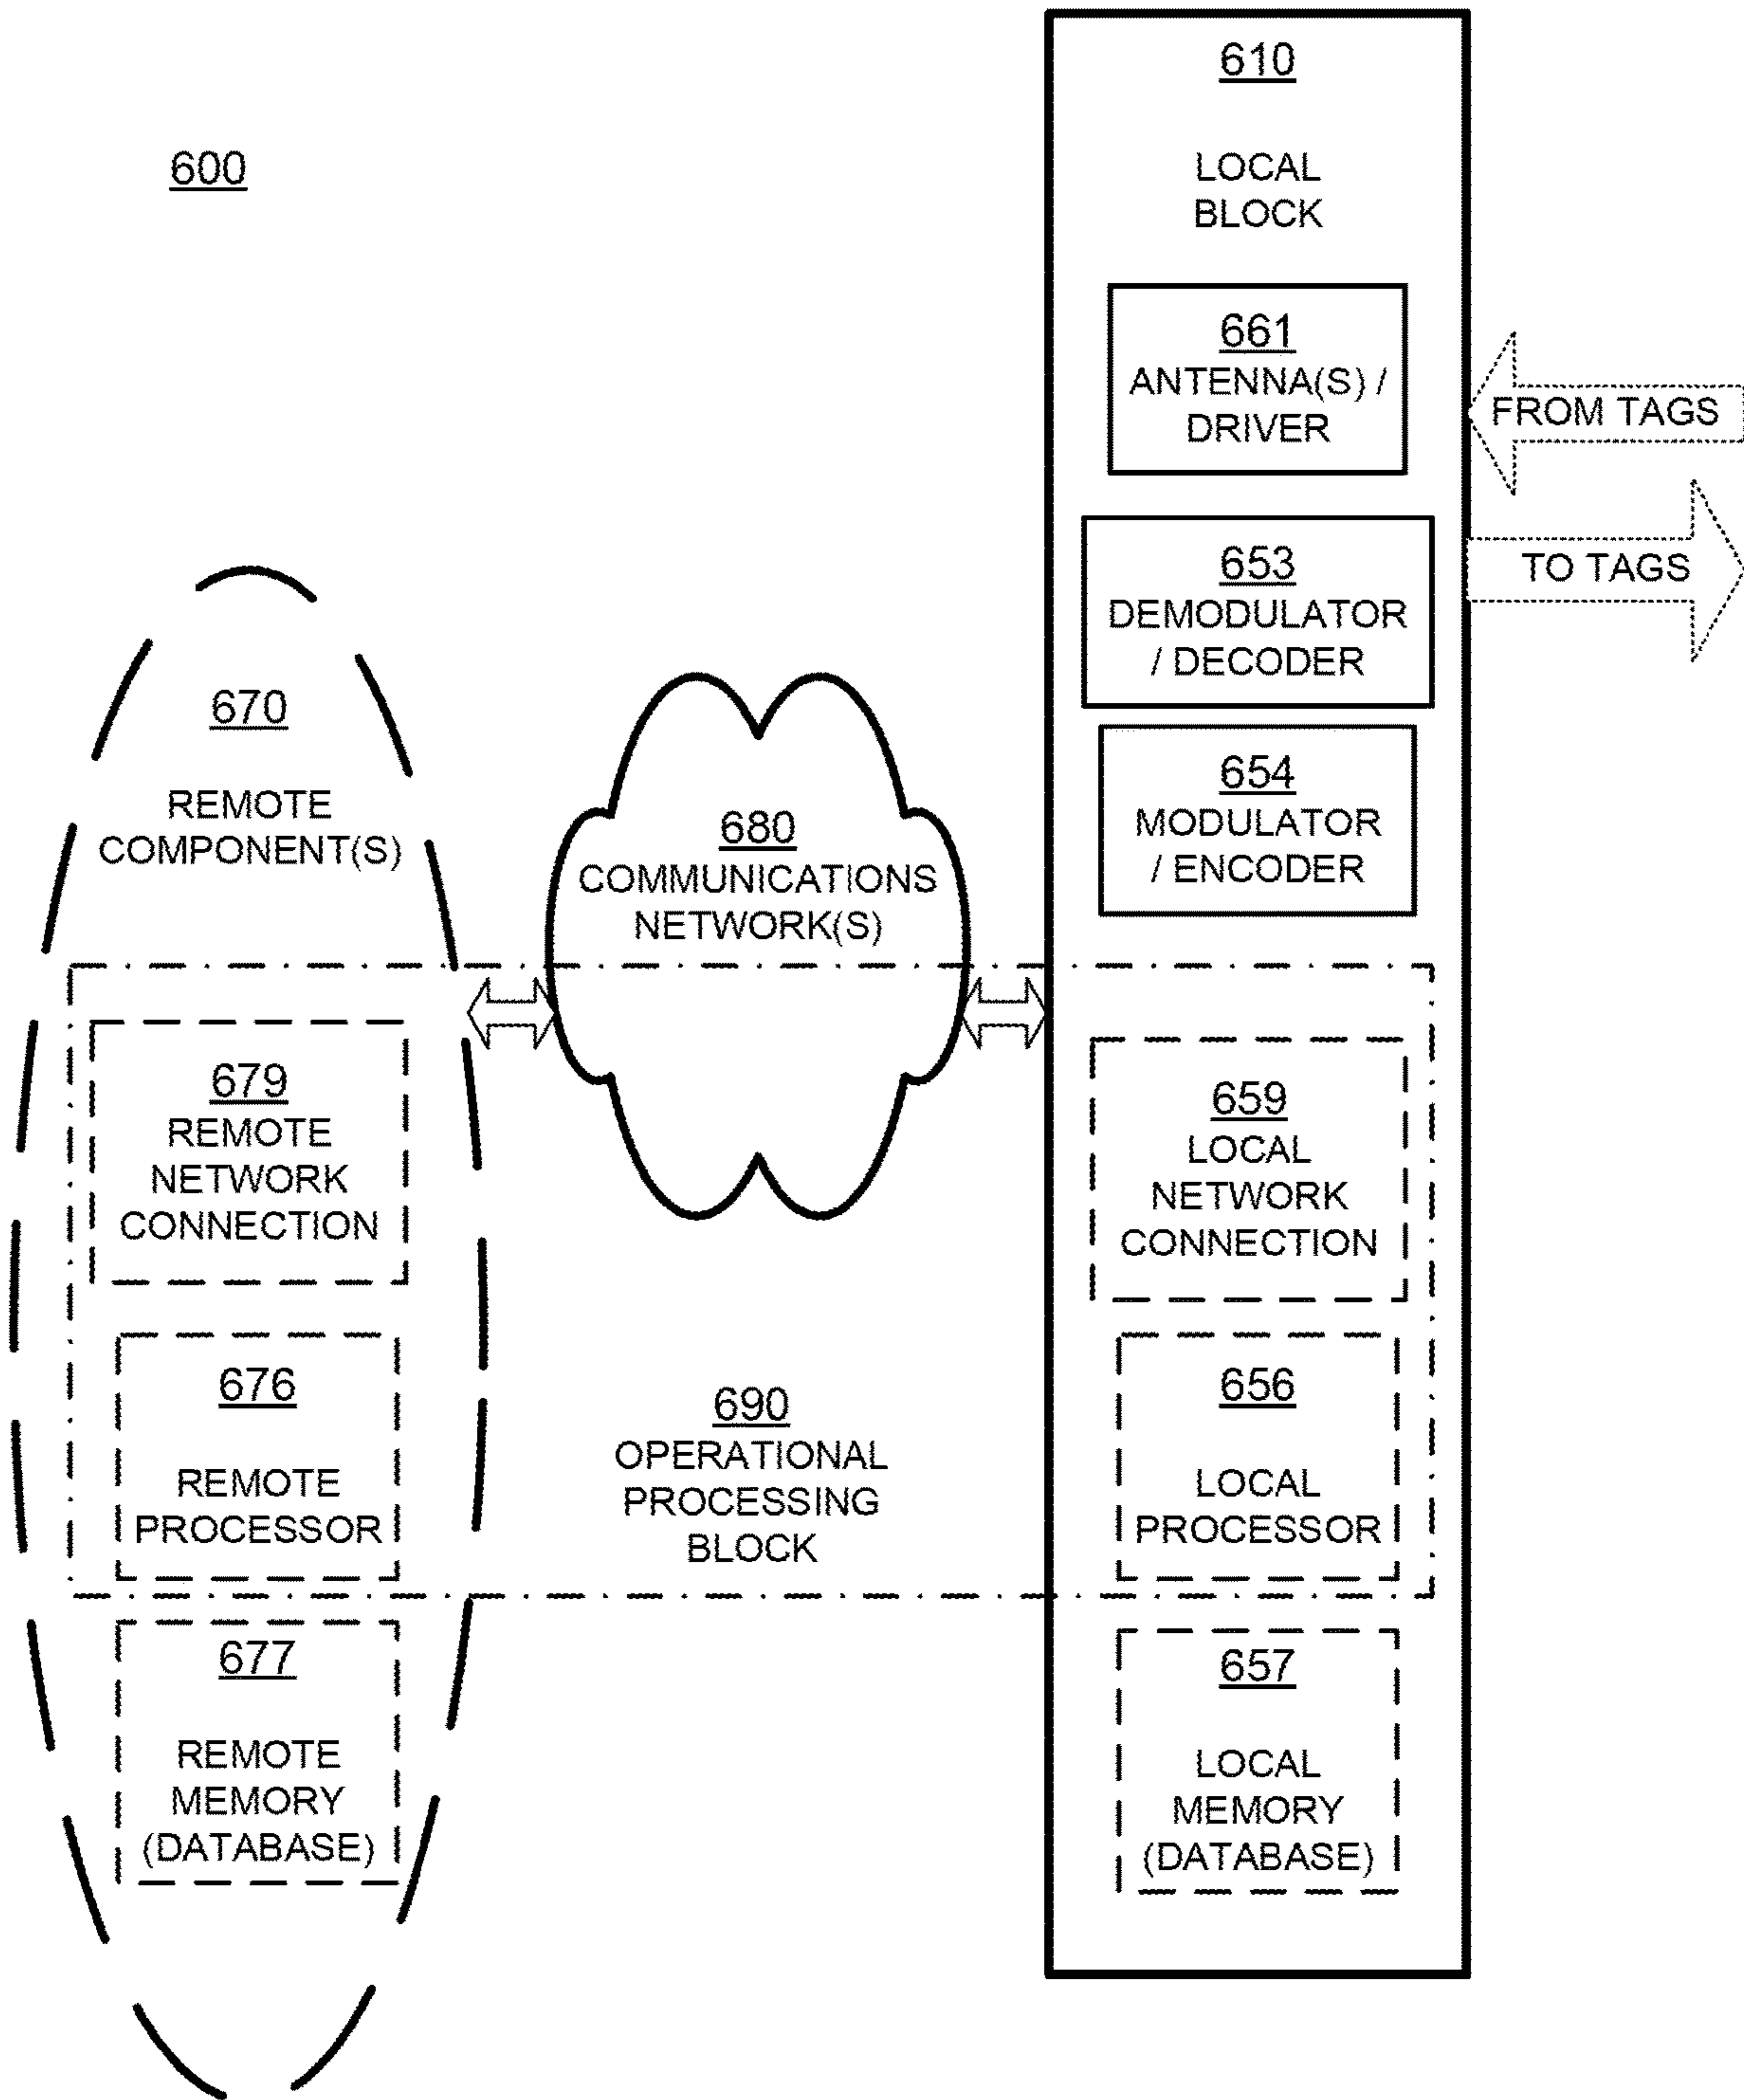 600
610
LOCAL
BLOCK
661
ANTENNA(S) /
DRIVER
FROM TAGS
653
DEMODULATOR
/ DECODER
TO TAGS
654
MODULATOR
/ ENCODER
670
REMOTE
COMPONENT(S)
680
COMMUNICATIONS
NETWORK(S)
679
REMOTE
NETWORK
CONNECTION
659
LOCAL
NETWORK
CONNECTION
676
REMOTE
PROCESSOR
690
OPERATIONAL
PROCESSING
BLOCK
656
LOCAL
PROCESSOR
677
REMOTE
MEMORY
(DATABASE)
657
LOCAL
MEMORY
(DATABASE)